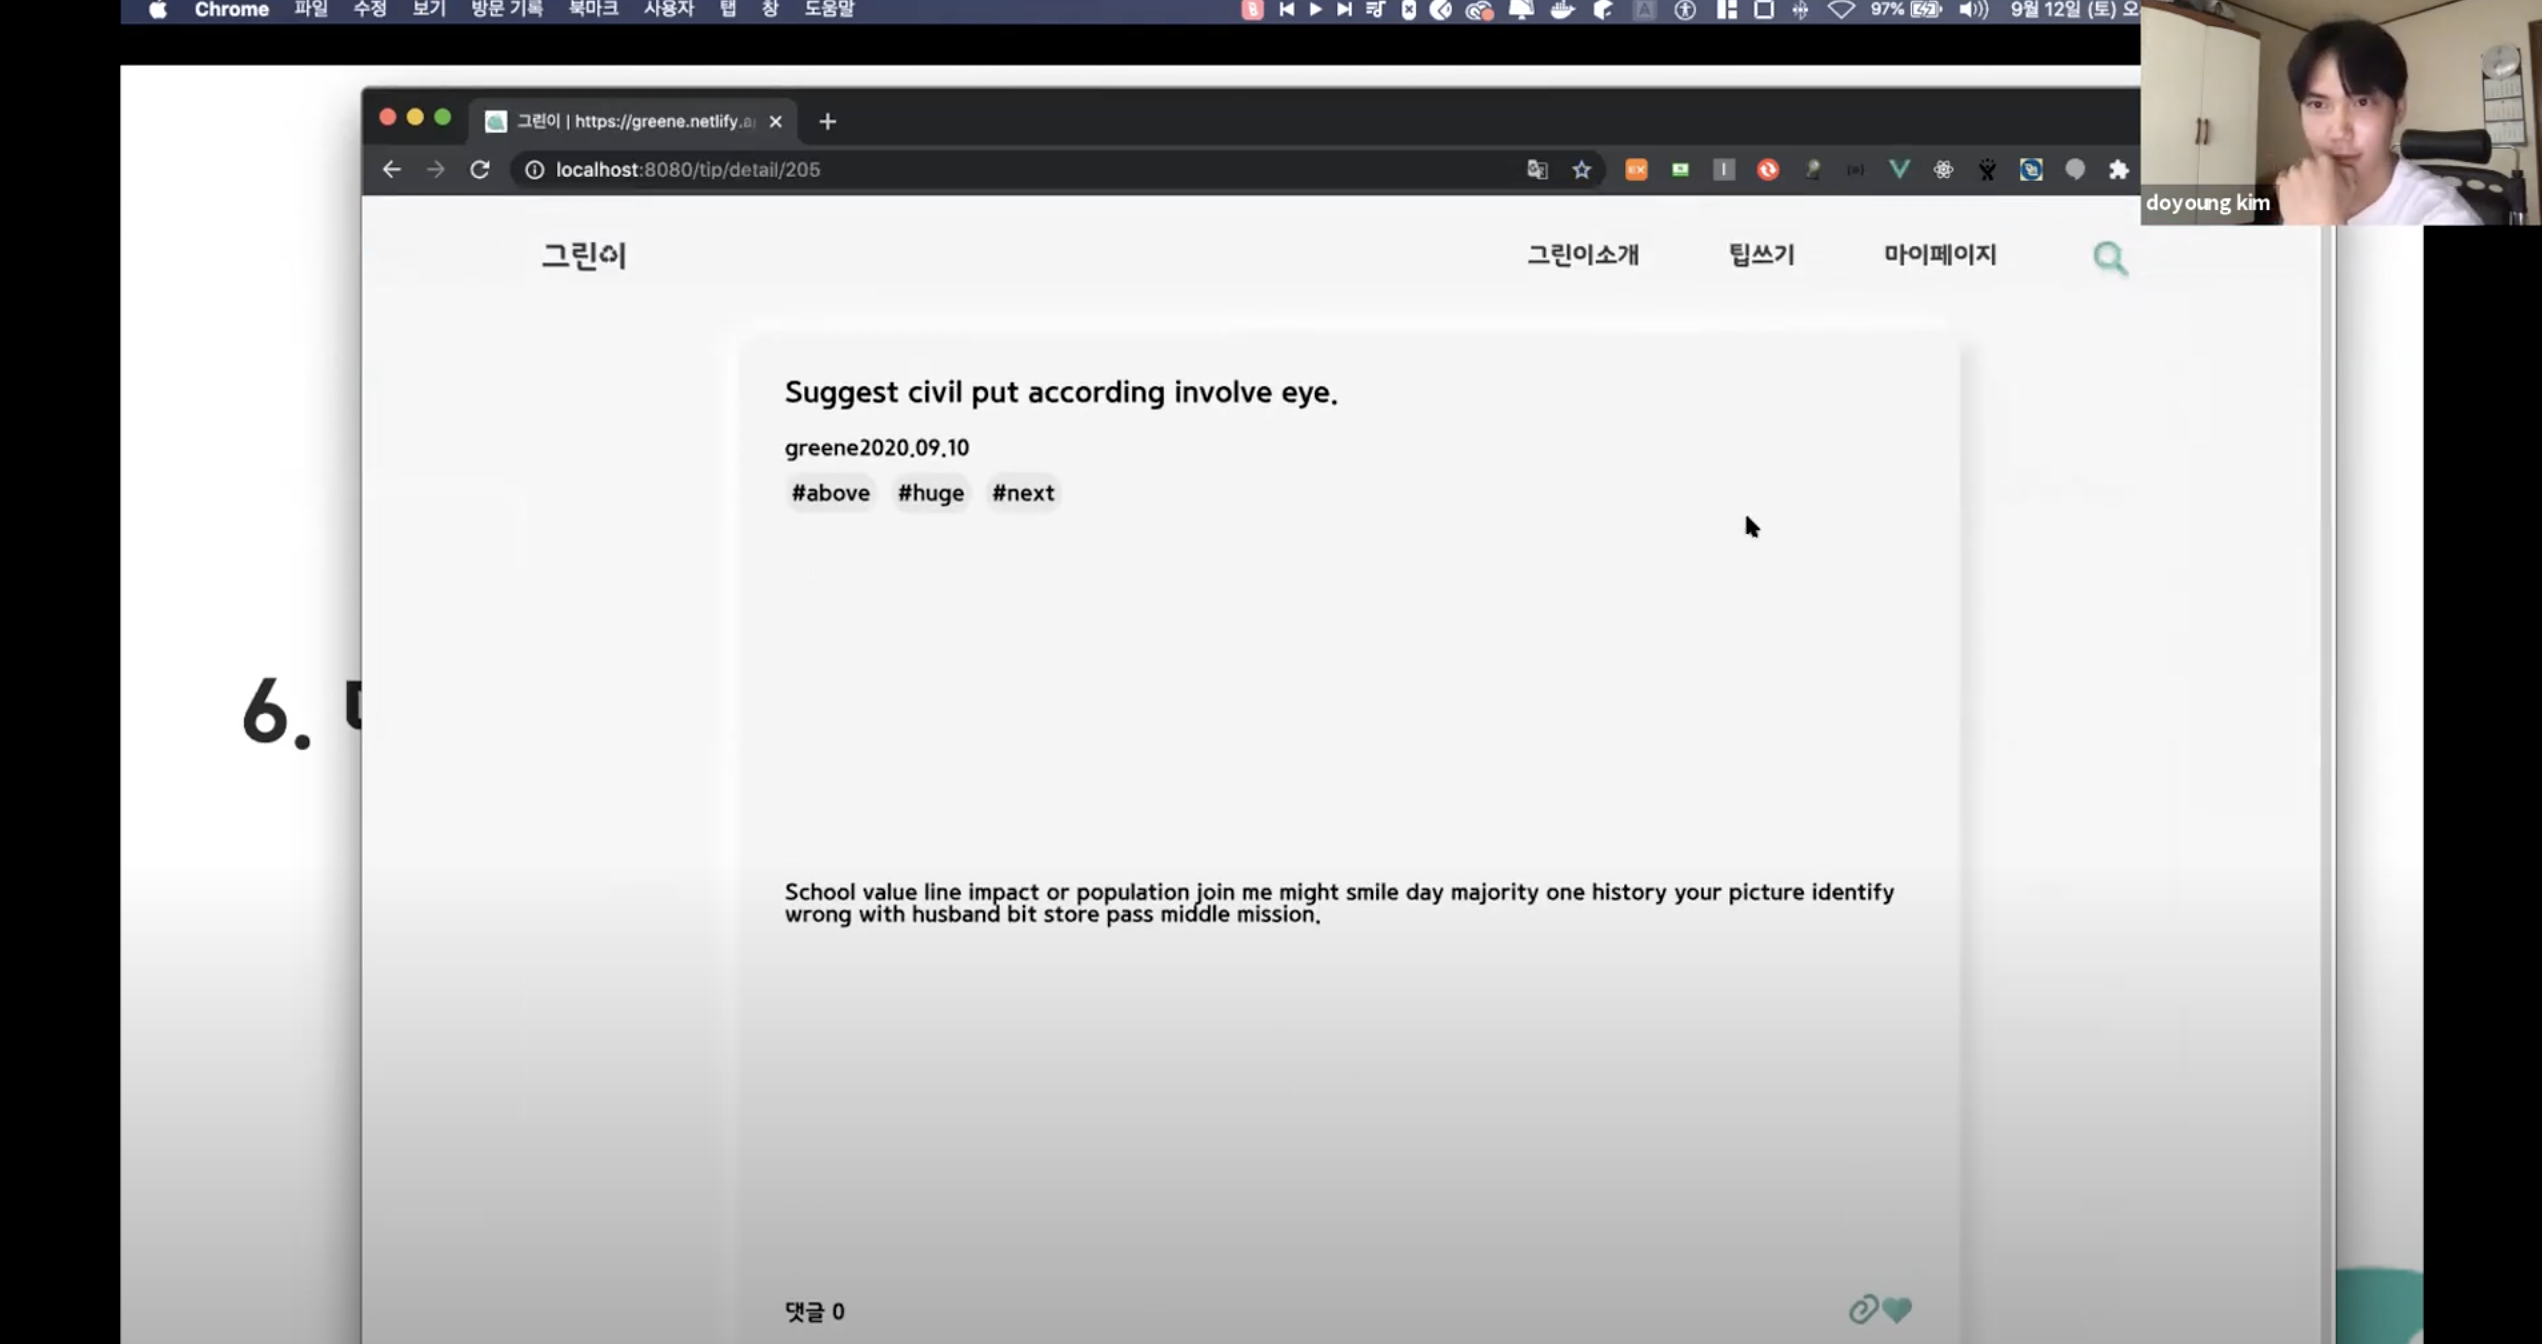 Chrome 파일 수정 보기 방문 기록 북마크 사용자 탭 창 도움말 97% 9월 12일 (토) 오
doyoung kim
그린이 | https://greene.netlify.a
localhost:8080/tip/detail/205
그린이 그린이소개 팁쓰기 마이페이지
Suggest civil put according involve eye.
greene2020.09.10
#above #huge #next
6.
School value line impact or population join me might smile day majority one history your picture identify
wrong with husband bit store pass middle mission.
댓글 0